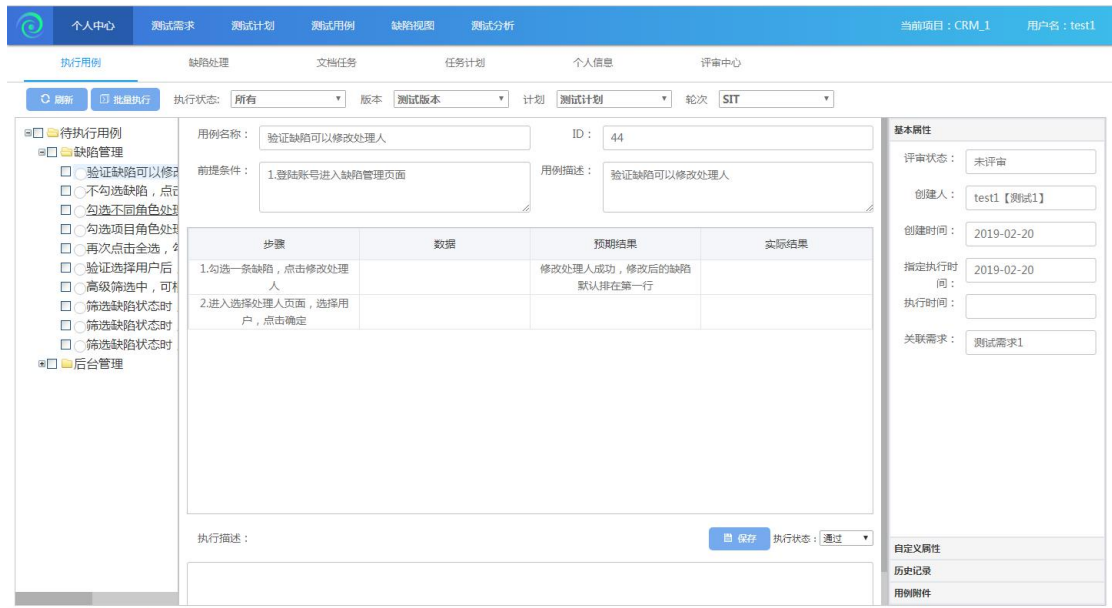 个人中心 测试需求 测试计划 测试用例 缺陷视图 测试分析 当前项目：CRM_1 用户名：test1
执行用例 缺陷处理 文档任务 任务计划 个人信息 评审中心
刷新 批量执行 执行状态: 所有 版本 测试版本 计划 测试计划 轮次 SIT
待执行用例
缺陷管理
验证缺陷可以修改
不勾选缺陷，点击
勾选不同角色处理
勾选项目角色处理
再次点击全选，勾
验证选择用户后
高级筛选中，可根
筛选缺陷状态时
筛选缺陷状态时
筛选缺陷状态时
后台管理
用例名称： 验证缺陷可以修改处理人 ID： 44
前提条件： 1.登陆账号进入缺陷管理页面 用例描述： 验证缺陷可以修改处理人
步骤 数据 预期结果 实际结果
1.勾选一条缺陷，点击修改处理
人
修改处理人成功，修改后的缺陷
默认排在第一行
2.进入选择处理人页面，选择用
户，点击确定
执行描述： 保存 执行状态：通过
基本属性
评审状态： 未评审
创建人： test1【测试1】
创建时间： 2019-02-20
指定执行时
间： 2019-02-20
执行时间：
关联需求： 测试需求1
自定义属性
历史记录
用例附件